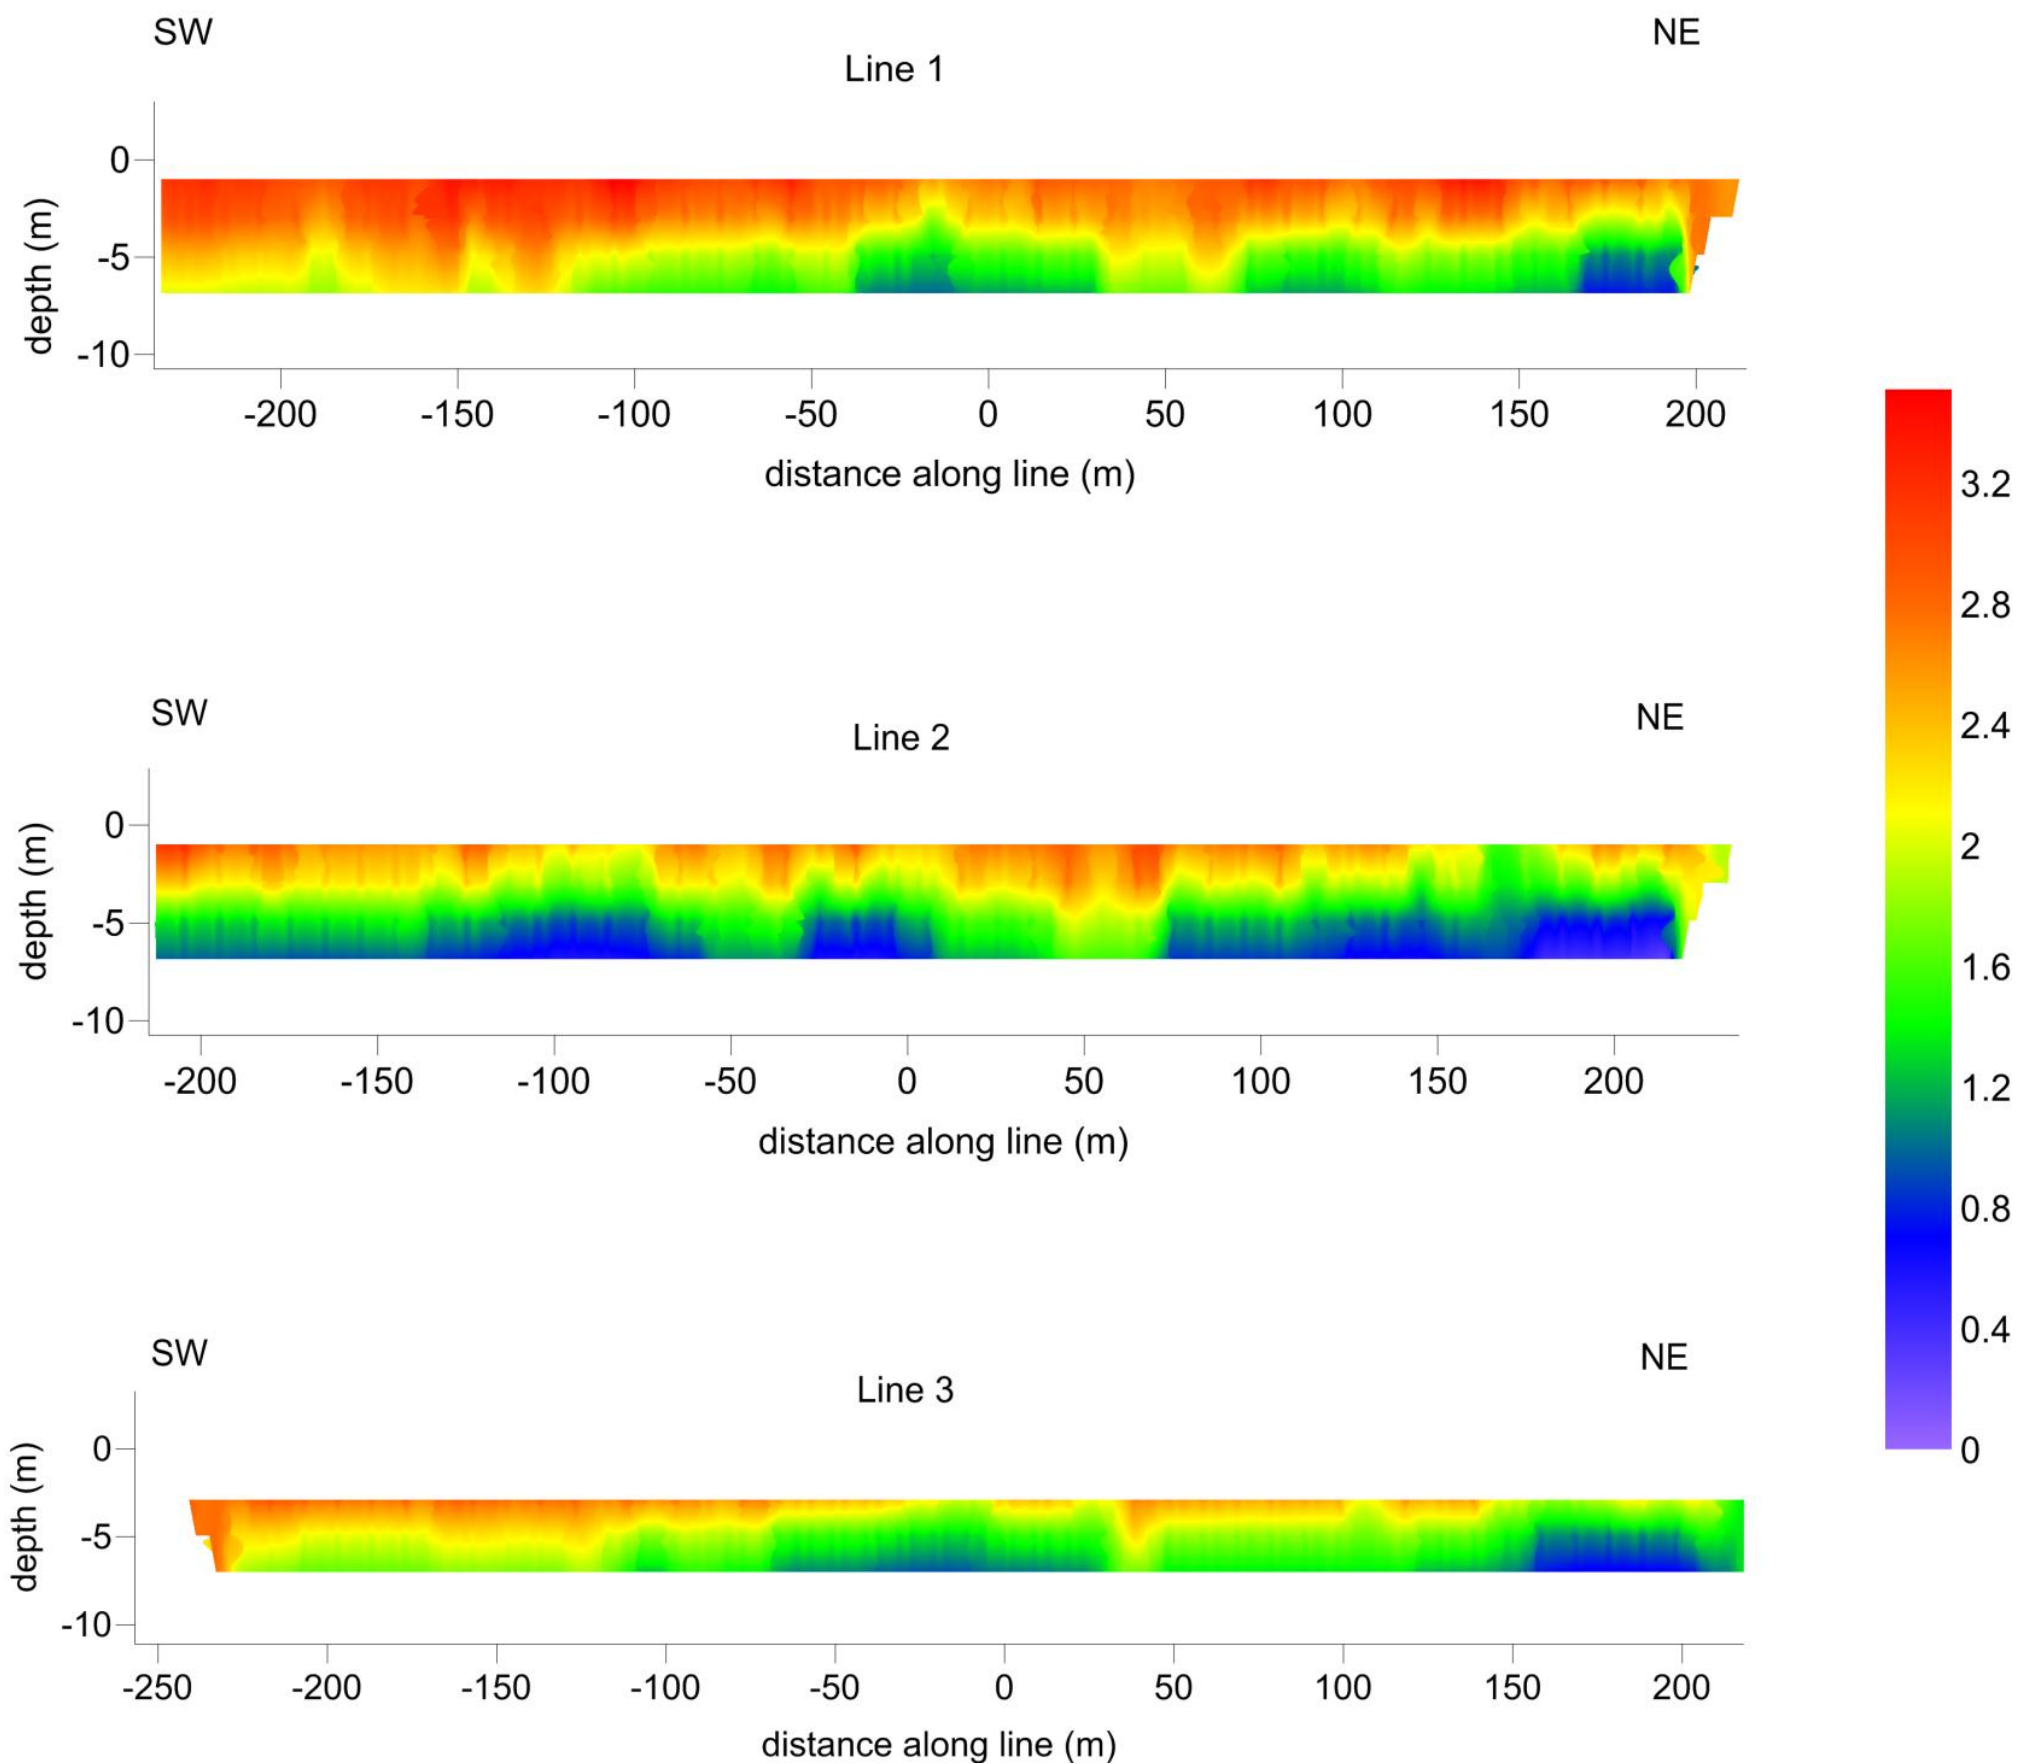 SW
NE
Line 1
0
-5
-10
depth (m)
-200 -150 -100 -50 0 50 100 150 200
distance along line (m)
SW
NE
Line 2
0
-5
-10
depth (m)
-200 -150 -100 -50 0 50 100 150 200
distance along line (m)
SW
NE
Line 3
0
-5
-10
depth (m)
-250 -200 -150 -100 -50 0 50 100 150 200
distance along line (m)
3.2
2.8
2.4
2
1.6
1.2
0.8
0.4
0